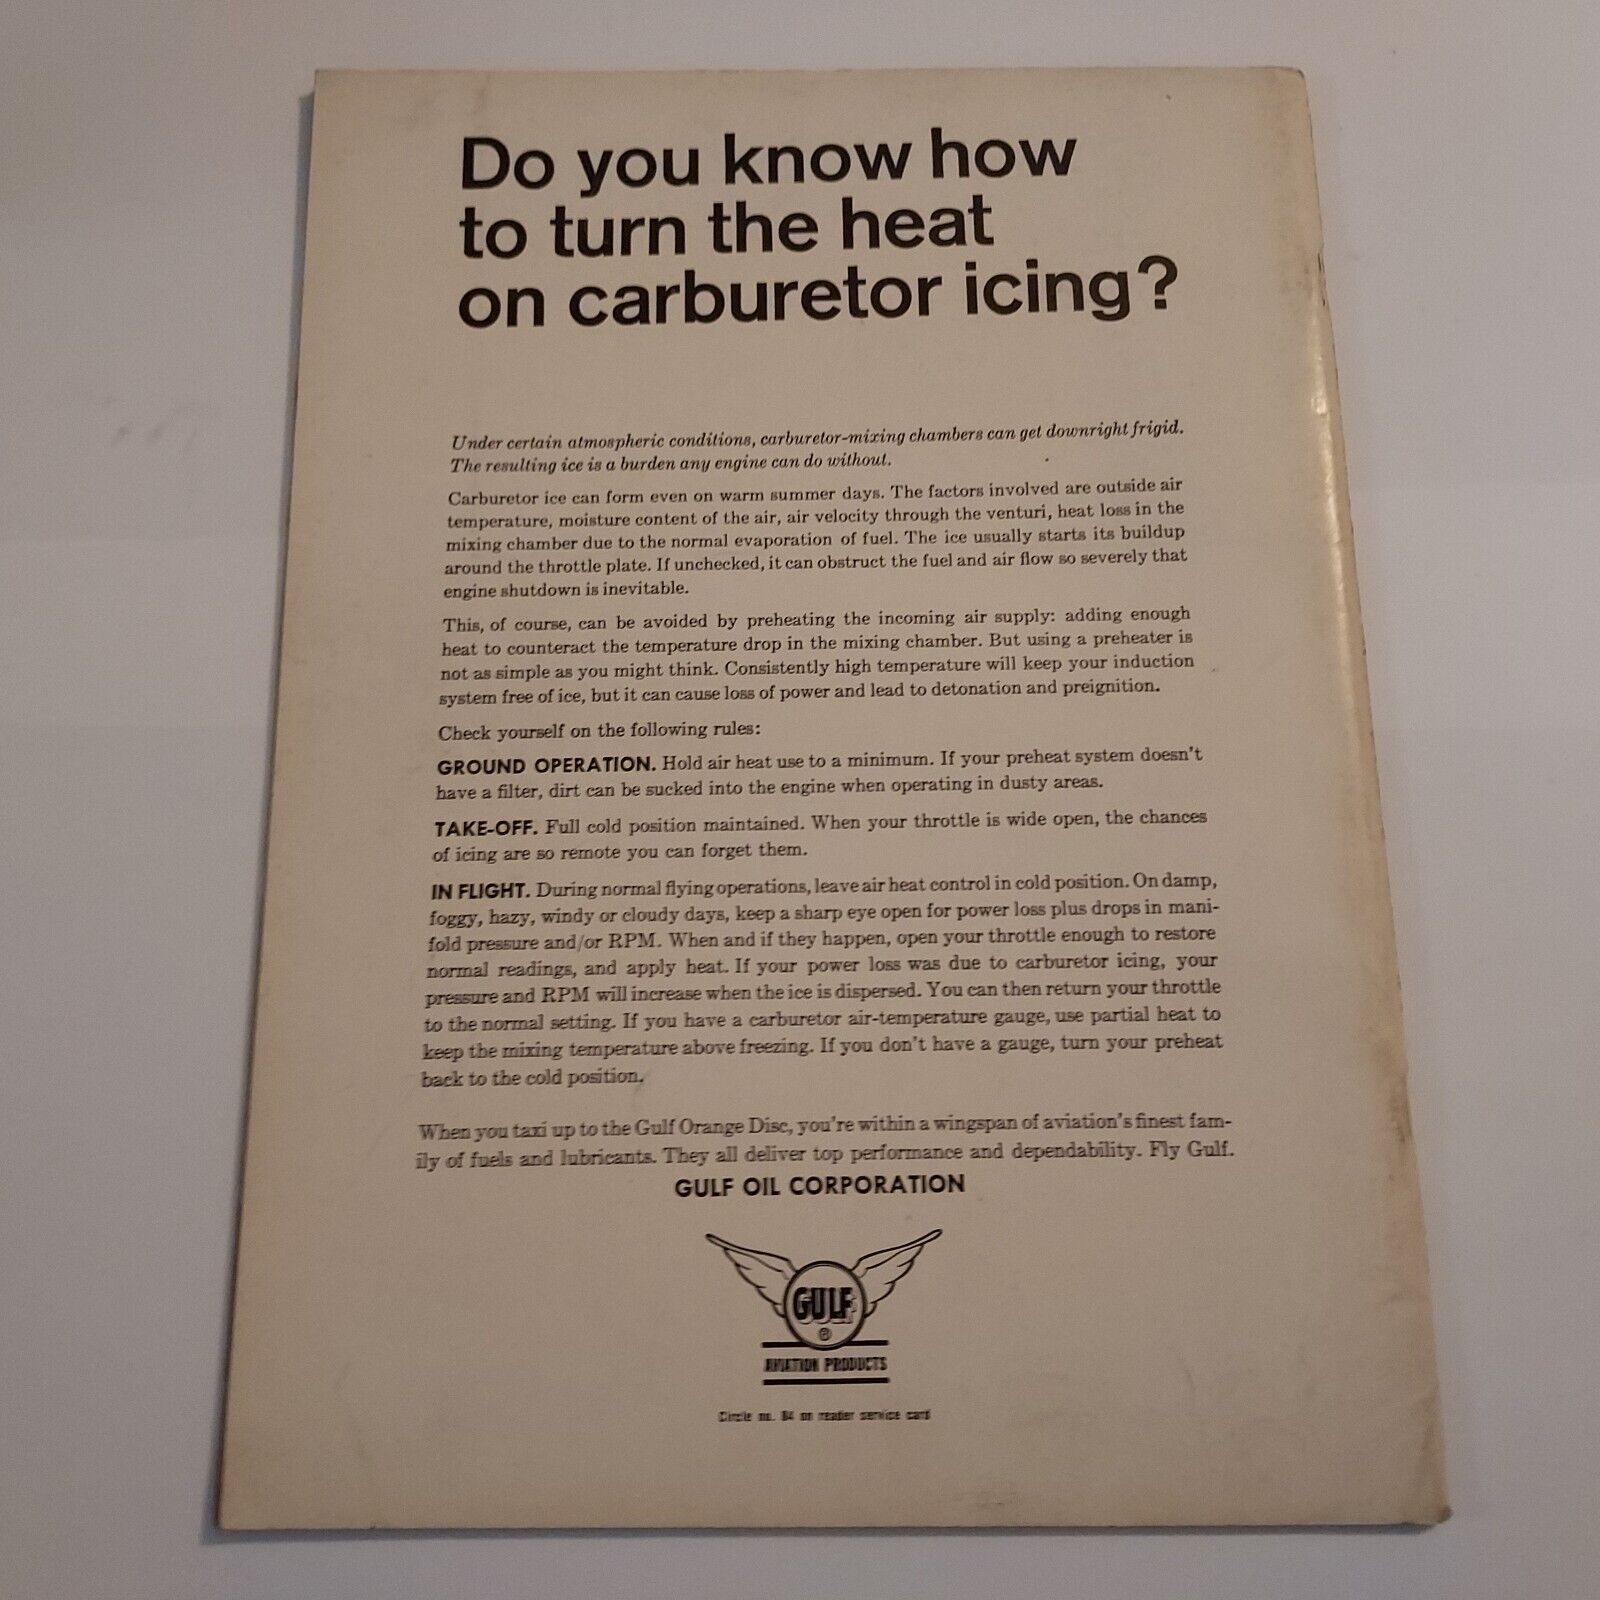 Do you know how
to turn the heat
on carburetor icing?
Under certain atmospheric conditions, carburetor-mixing chambers can get downright frigid.
The resulting ice is a burden any engine can do without.
Carburetor ice can form even on warm summer days. The factors involved are outside air
temperature, moisture content of the air, air velocity through the venturi, heat loss in the
mixing chamber due to the normal evaporation of fuel. The ice usually starts its buildup
around the throttle plate. If unchecked, it can obstruct the fuel and air flow so severely that
engine shutdown is inevitable.
This, of course, can be avoided by preheating the incoming air supply: adding enough
heat to counteract the temperature drop in the mixing chamber. But using a preheater is
not as simple as you might think. Consistently high temperature will keep your induction
system free of ice, but it can cause loss of power and lead to detonation and preignition.
Check yourself on the following rules:
GROUND OPERATION. Hold air heat use to a minimum. If your preheat system doesn't
have a filter, dirt can be sucked into the engine when operating in dusty areas.
TAKE-OFF. Full cold position maintained. When your throttle is wide open, the chances
of icing are so remote you can forget them.
IN FLIGHT. During normal flying operations, leave air heat control in cold position. On damp,
foggy, hazy, windy or cloudy days, keep a sharp eye open for power loss plus drops in mani-
fold pressure and/or RPM. When and if they happen, open your throttle enough to restore
normal readings, and apply heat. If your power loss was due to carburetor icing, your
pressure and RPM will increase when the ice is dispersed. You can then return your throttle
to the normal setting. If you have a carburetor air-temperature gauge, use partial heat to
keep the mixing temperature above freezing. If you don't have a gauge, turn your preheat
back to the cold position.
When you taxi up to the Gulf Orange Disc, you're within a wingspan of aviation's finest fam-
ily of fuels and lubricants. They all deliver top performance and dependability. Fly Gulf.
GULF OIL CORPORATION
GULF
®
AVIATION PRODUCTS
Circle no. 84 on reader service card